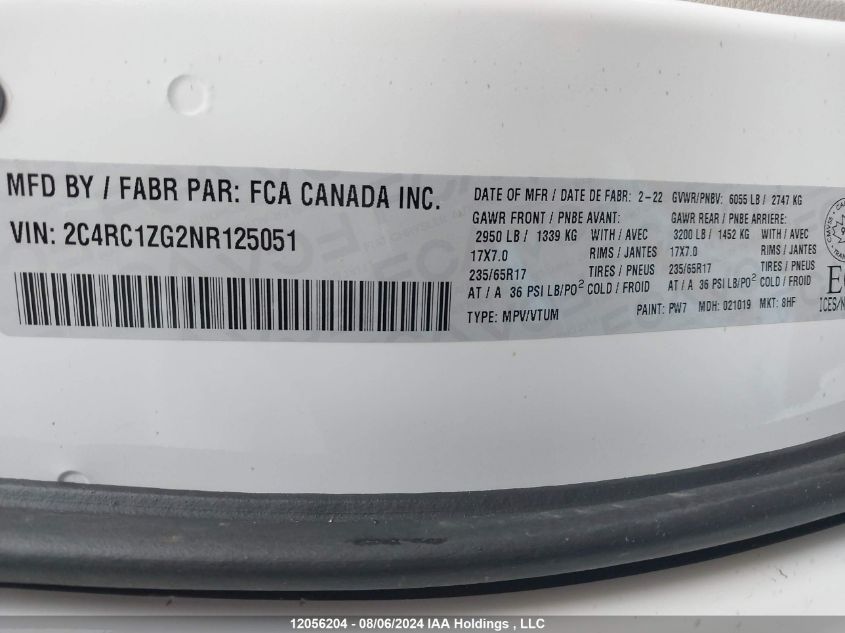 MFD BY / FABR PAR: FCA CANADA INC.
VIN: 2C4RC1ZG2NR125051
DATE OF MFR / DATE DE FABR: 2-22 GVWR/PNBV: 6055 LB / 2747 KG
GAWR FRONT / PNBE AVANT: GAWR REAR / PNBE ARRIERE:
2950 LB / 1339 KG WITH / AVEC 3200 LB / 1452 KG WITH / AVEC
17X7.0 RIMS / JANTES 17X7.0 RIMS / JANTES
235/65R17 TIRES / PNEUS 235/65R17 TIRES / PNEUS
AT / A 36 PSI LB/PO² COLD / FROID AT / A 36 PSI LB/PO² COLD / FROID
TYPE: MPV/VTUM PAINT: PW7 MDH: 021019 MKT: 8HF
12056204 - 08/06/2024 IAA Holdings , LLC